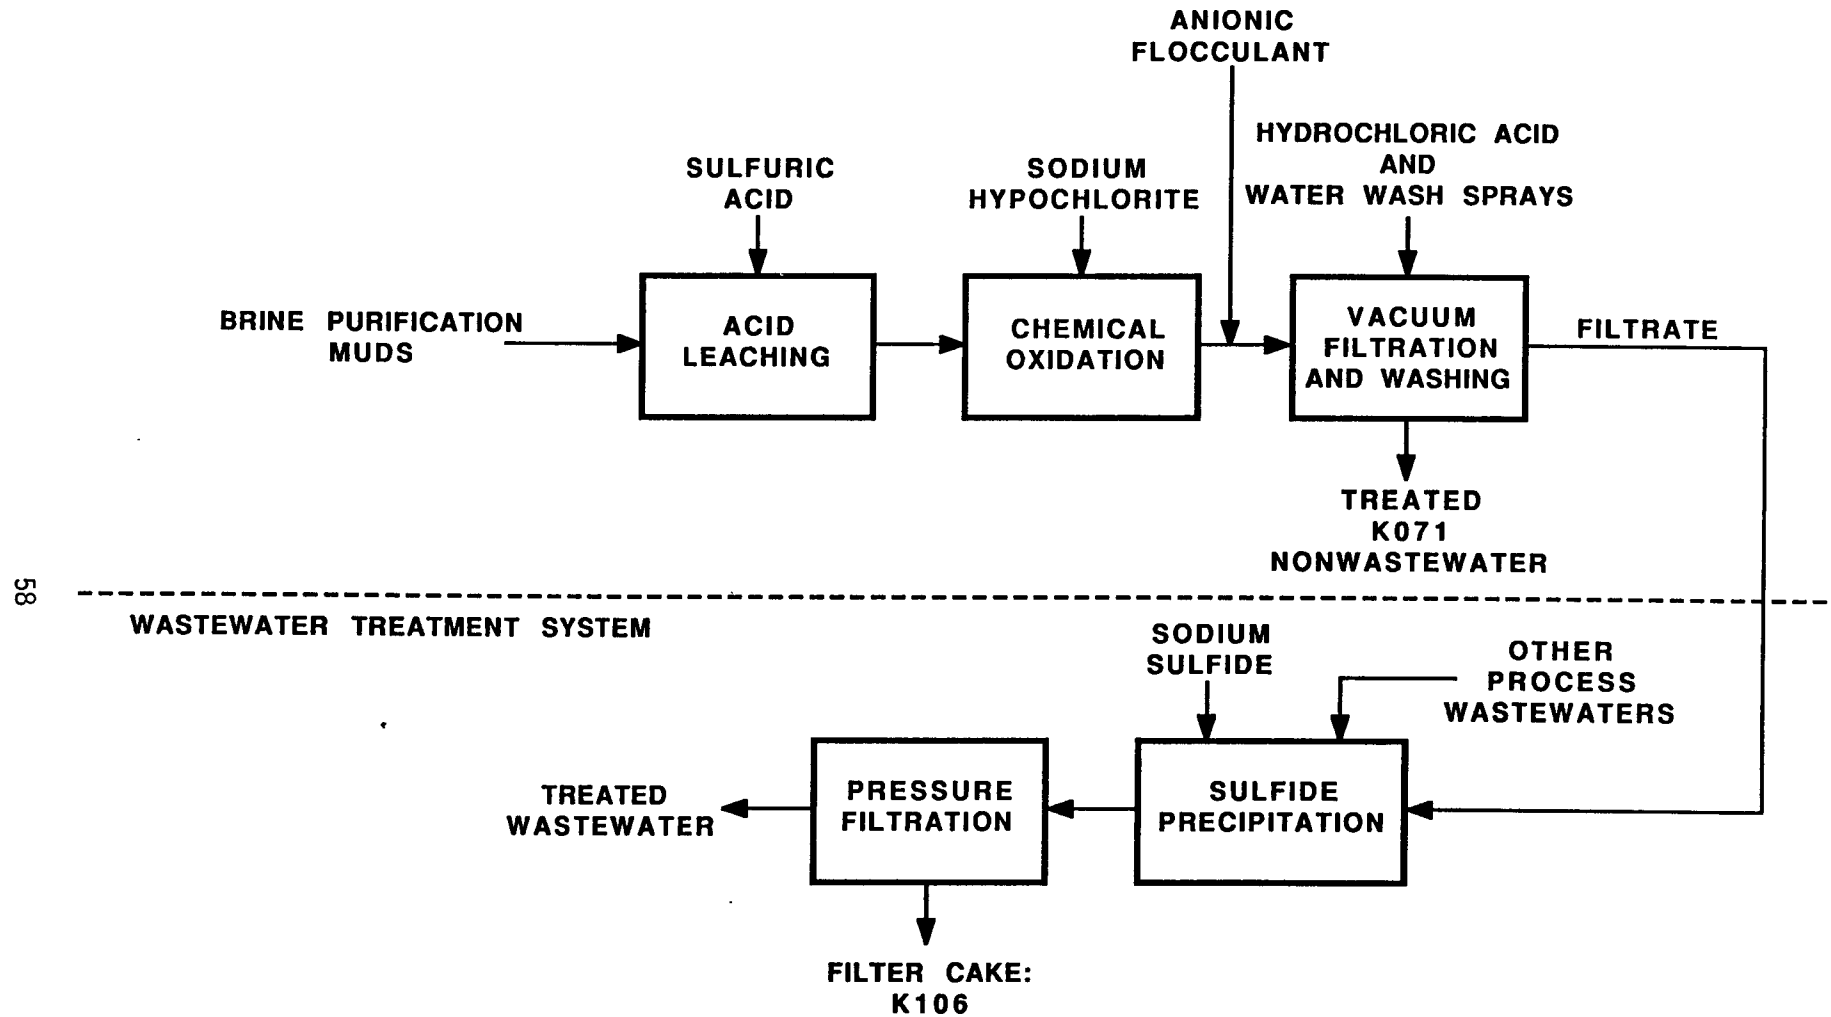 ANIONIC
FLOCCULANT
HYDROCHLORIC ACID
AND
WATER WASH SPRAYS
SULFURIC
ACID
SODIUM
HYPOCHLORITE
BRINE PURIFICATION
MUDS
ACID
LEACHING
CHEMICAL
OXIDATION
VACUUM
FILTRATION
AND WASHING
FILTRATE
TREATED
K071
NONWASTEWATER
58
WASTEWATER TREATMENT SYSTEM
SODIUM
SULFIDE
OTHER
PROCESS
WASTEWATERS
SULFIDE
PRECIPITATION
PRESSURE
FILTRATION
TREATED
WASTEWATER
FILTER CAKE:
K106